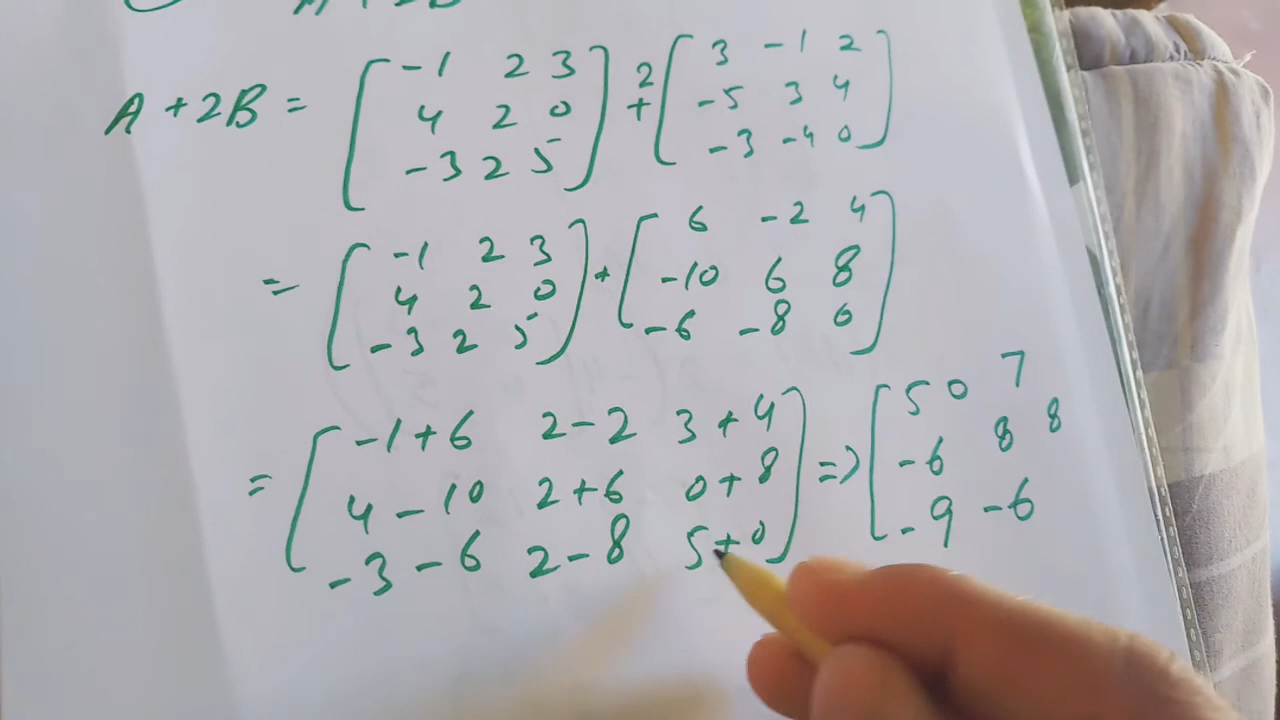 A + 2B = [ -1 2 3 ] +2 [ 3 -1 2 ]
[ 4 2 0 ] [ -5 3 4 ]
[ -3 2 5 ] [ -3 -4 0 ]
= [ -1 2 3 ] + [ 6 -2 4 ]
[ 4 2 0 ] [ -10 6 8 ]
[ -3 2 5 ] [ -6 -8 0 ]
= [ -1+6 2-2 3+4 ] => [ 5 0 7
[ 4-10 2+6 0+8 ] [ -6 8 8
[ -3-6 2-8 5+0 ] [ -9 -6